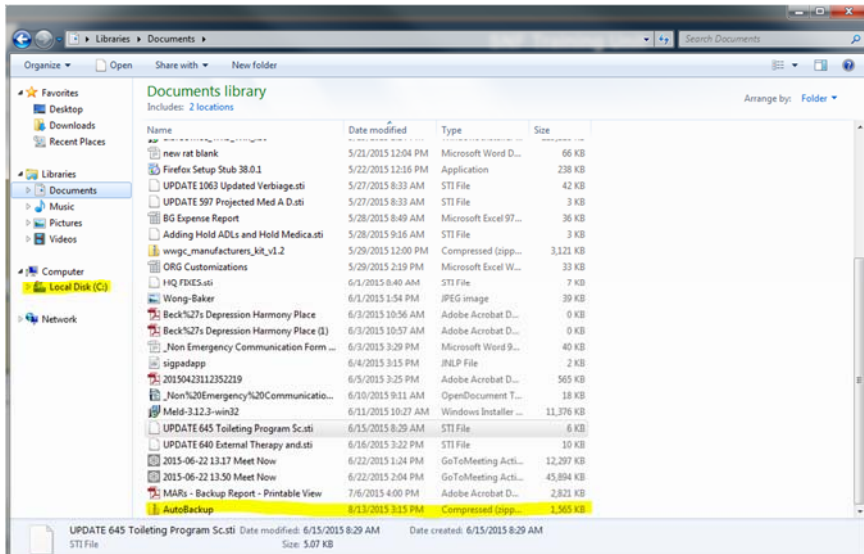 Libraries Documents Search Documents
Organize Open Share with New folder
Favorites
Desktop
Downloads
Recent Places
Libraries
Documents
Music
Pictures
Videos
Computer
Local Disk (C:)
Network
Documents library
Includes: 2 locations
Arrange by: Folder
Name Date modified Type Size
new rat blank 5/21/2015 12:04 PM Microsoft Word D... 66 KB
Firefox Setup Stub 38.0.1 5/22/2015 12:16 PM Application 238 KB
UPDATE 1063 Updated Verbiage.sti 5/27/2015 8:33 AM STI File 42 KB
UPDATE 597 Projected Med A D.sti 5/27/2015 8:33 AM STI File 3 KB
BG Expense Report 5/28/2015 8:49 AM Microsoft Excel 97... 36 KB
Adding Hold ADLs and Hold Medica.sti 5/28/2015 9:16 AM STI File 3 KB
wwgc_manufacturers_kit_v1.2 5/29/2015 12:00 PM Compressed (zipp... 3,121 KB
ORG Customizations 5/29/2015 2:19 PM Microsoft Excel W... 33 KB
HQ FIXES.sti 6/1/2015 8:40 AM STI File 7 KB
Wong-Baker 6/1/2015 1:54 PM JPEG image 39 KB
Beck%27s Depression Harmony Place 6/3/2015 10:56 AM Adobe Acrobat D... 0 KB
Beck%27s Depression Harmony Place (1) 6/3/2015 10:57 AM Adobe Acrobat D... 0 KB
_Non Emergency Communication Form ... 6/3/2015 3:29 PM Microsoft Word 9... 40 KB
sigpadapp 6/4/2015 3:15 PM JNLP File 2 KB
20150423112352219 6/5/2015 3:25 PM Adobe Acrobat D... 565 KB
_Non%20Emergency%20Communicatio... 6/10/2015 9:11 AM OpenDocument T... 18 KB
Meld-3.12.3-win32 6/11/2015 10:27 AM Windows Installer ... 11,376 KB
UPDATE 645 Toileting Program Sc.sti 6/15/2015 8:29 AM STI File 6 KB
UPDATE 640 External Therapy and.sti 6/16/2015 3:22 PM STI File 10 KB
2015-06-22 13.17 Meet Now 6/22/2015 1:24 PM GoToMeeting Acti... 12,297 KB
2015-06-22 13.50 Meet Now 6/22/2015 2:04 PM GoToMeeting Acti... 45,894 KB
MARs - Backup Report - Printable View 7/6/2015 4:00 PM Adobe Acrobat D... 2,821 KB
AutoBackup 8/13/2015 3:15 PM Compressed (zipp... 1,565 KB
UPDATE 645 Toileting Program Sc.sti Date modified: 6/15/2015 8:29 AM Date created: 6/15/2015 8:29 AM
STI File Size: 5.07 KB